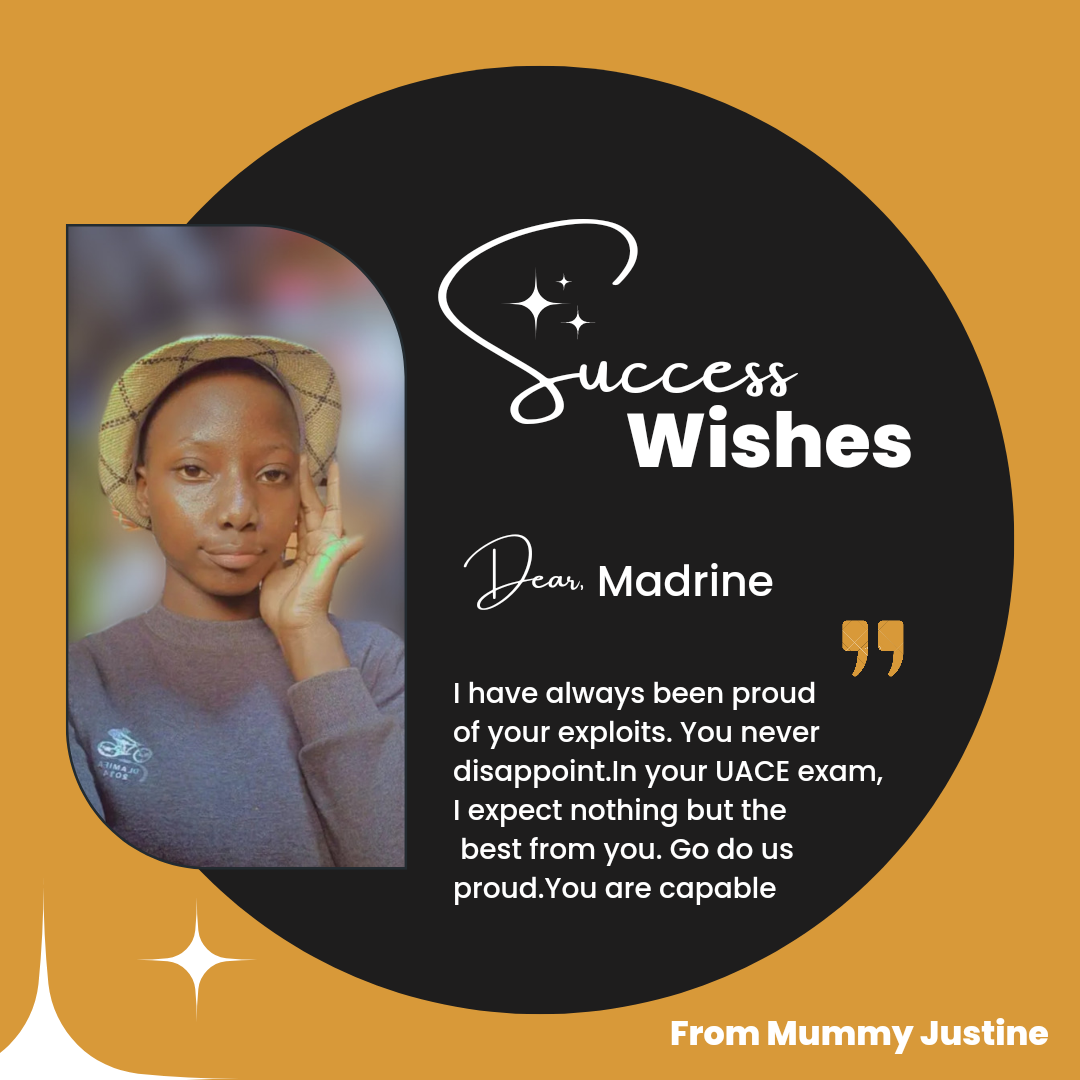 Success
Wishes
Dear, Madrine
I have always been proud
of your exploits. You never
disappoint.In your UACE exam,
I expect nothing but the
best from you. Go do us
proud.You are capable
From Mummy Justine